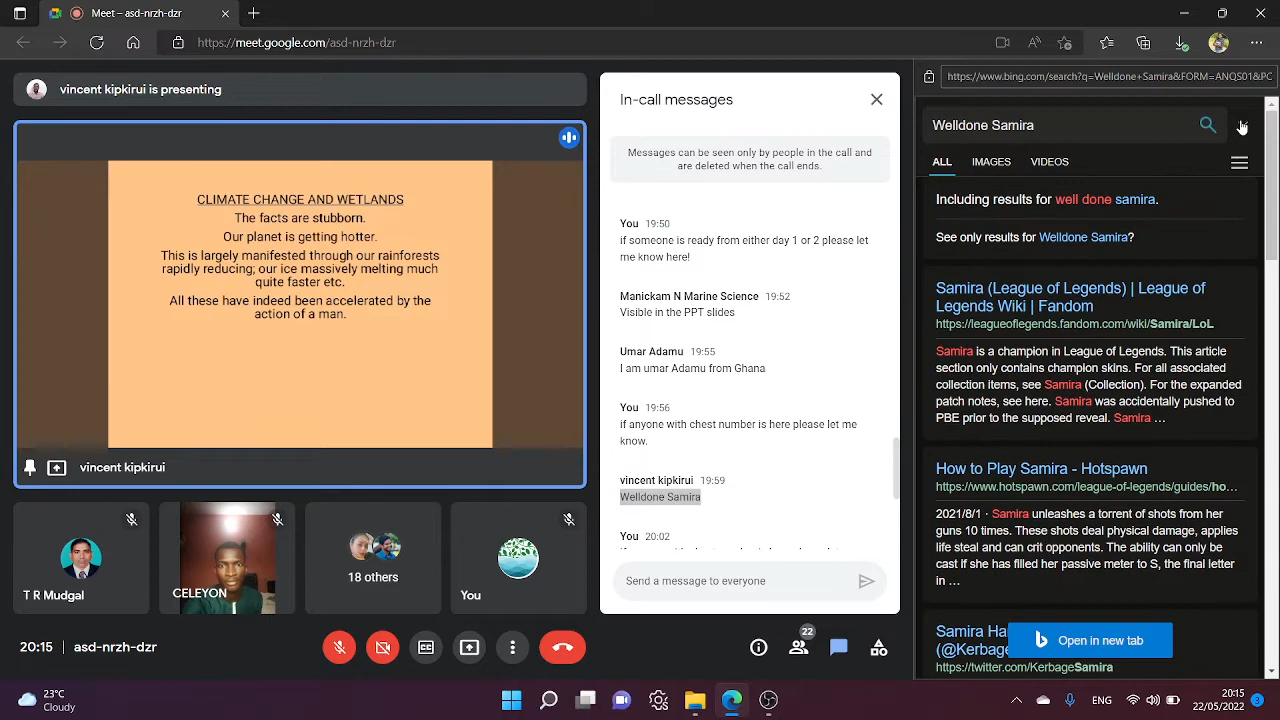 Meet – asd-nrzh-dzr
https://meet.google.com/asd-nrzh-dzr
vincent kipkirui is presenting
CLIMATE CHANGE AND WETLANDS
The facts are stubborn.
Our planet is getting hotter.
This is largely manifested through our rainforests
rapidly reducing; our ice massively melting much
quite faster etc.
All these have indeed been accelerated by the
action of a man.
vincent kipkirui
T R Mudgal
CELEYON
18 others
You
20:15 | asd-nrzh-dzr
In-call messages
Messages can be seen only by people in the call and
are deleted when the call ends.
You 19:50
if someone is ready from either day 1 or 2 please let
me know here!
Manickam N Marine Science 19:52
Visible in the PPT slides
Umar Adamu 19:55
I am umar Adamu from Ghana
You 19:56
if anyone with chest number is here please let me
know.
vincent kipkirui 19:59
Welldone Samira
You 20:02
Send a message to everyone
22
https://www.bing.com/search?q=Welldone+Samira&FORM=ANQS01&PC
Welldone Samira
ALL IMAGES VIDEOS
Including results for well done samira.
See only results for Welldone Samira?
Samira (League of Legends) | League of
Legends Wiki | Fandom
https://leagueoflegends.fandom.com/wiki/Samira/LoL
Samira is a champion in League of Legends. This article
section only contains champion skins. For all associated
collection items, see Samira (Collection). For the expanded
patch notes, see here. Samira was accidentally pushed to
PBE prior to the supposed reveal. Samira ...
How to Play Samira - Hotspawn
https://www.hotspawn.com/league-of-legends/guides/ho...
2021/8/1 · Samira unleashes a torrent of shots from her
guns 10 times. These shots deal physical damage, applies
life steal and can crit opponents. The ability can only be
cast if she has filled her passive meter to S, the final letter
in ...
Samira Ha
(@Kerbage
https://twitter.com/KerbageSamira
Open in new tab
23°C
Cloudy
ENG
20:15
22/05/2022
3